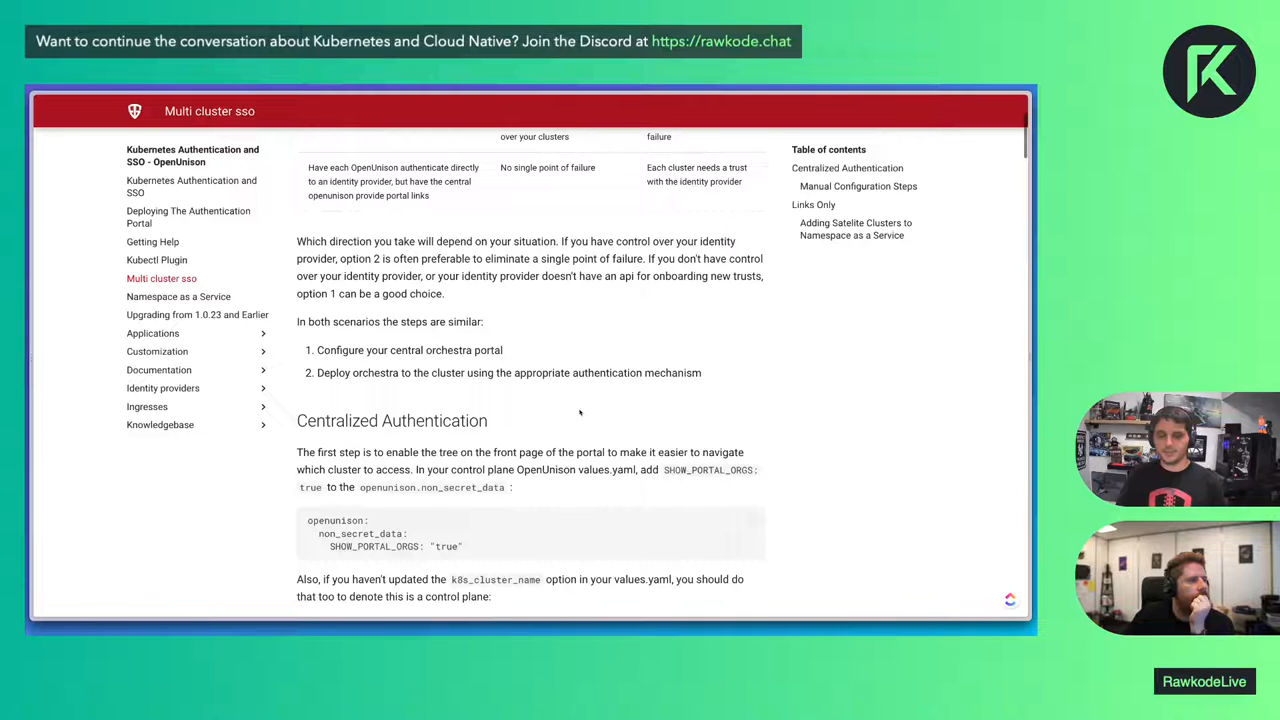 Want to continue the conversation about Kubernetes and Cloud Native? Join the Discord at https://rawkode.chat
Multi cluster sso
Kubernetes Authentication and
SSO - OpenUnison
Kubernetes Authentication and
SSO
Deploying The Authentication
Portal
Getting Help
Kubectl Plugin
Multi cluster sso
Namespace as a Service
Upgrading from 1.0.23 and Earlier
Applications
Customization
Documentation
Identity providers
Ingresses
Knowledgebase
over your clusters
failure
Have each OpenUnison authenticate directly
to an identity provider, but have the central
openunison provide portal links
No single point of failure
Each cluster needs a trust
with the identity provider
Which direction you take will depend on your situation. If you have control over your identity
provider, option 2 is often preferable to eliminate a single point of failure. If you don't have control
over your identity provider, or your identity provider doesn't have an api for onboarding new trusts,
option 1 can be a good choice.
In both scenarios the steps are similar:
1. Configure your central orchestra portal
2. Deploy orchestra to the cluster using the appropriate authentication mechanism
Centralized Authentication
The first step is to enable the tree on the front page of the portal to make it easier to navigate
which cluster to access. In your control plane OpenUnison values.yaml, add SHOW_PORTAL_ORGS:
true to the openunison.non_secret_data :
openunison:
non_secret_data:
SHOW_PORTAL_ORGS: "true"
Also, if you haven't updated the k8s_cluster_name option in your values.yaml, you should do
that too to denote this is a control plane:
Table of contents
Centralized Authentication
Manual Configuration Steps
Links Only
Adding Satelite Clusters to
Namespace as a Service
RawkodeLive